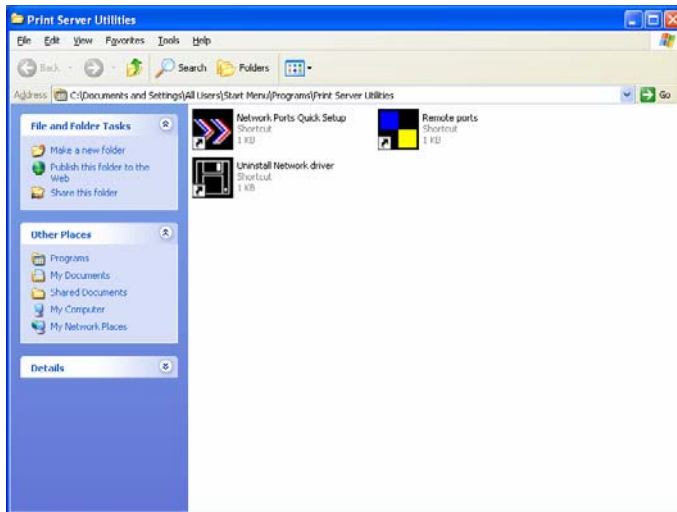 Print Server Utilities
File Edit View Favorites Tools Help
Back Search Folders
Address C:\Documents and Settings\All Users\Start Menu\Programs\Print Server Utilities Go
File and Folder Tasks
Make a new folder
Publish this folder to the
Web
Share this folder
Other Places
Programs
My Documents
Shared Documents
My Computer
My Network Places
Details
Network Ports Quick Setup
Shortcut
1 KB
Remote ports
Shortcut
1 KB
Uninstall Network driver
Shortcut
1 KB